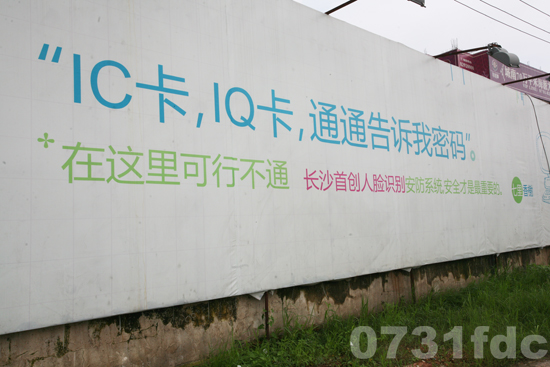 “IC卡,IQ卡,通通告诉我密码”。
*在这里可行不通 长沙首创人脸识别安防系统,安全才是最重要的.
0731fdc